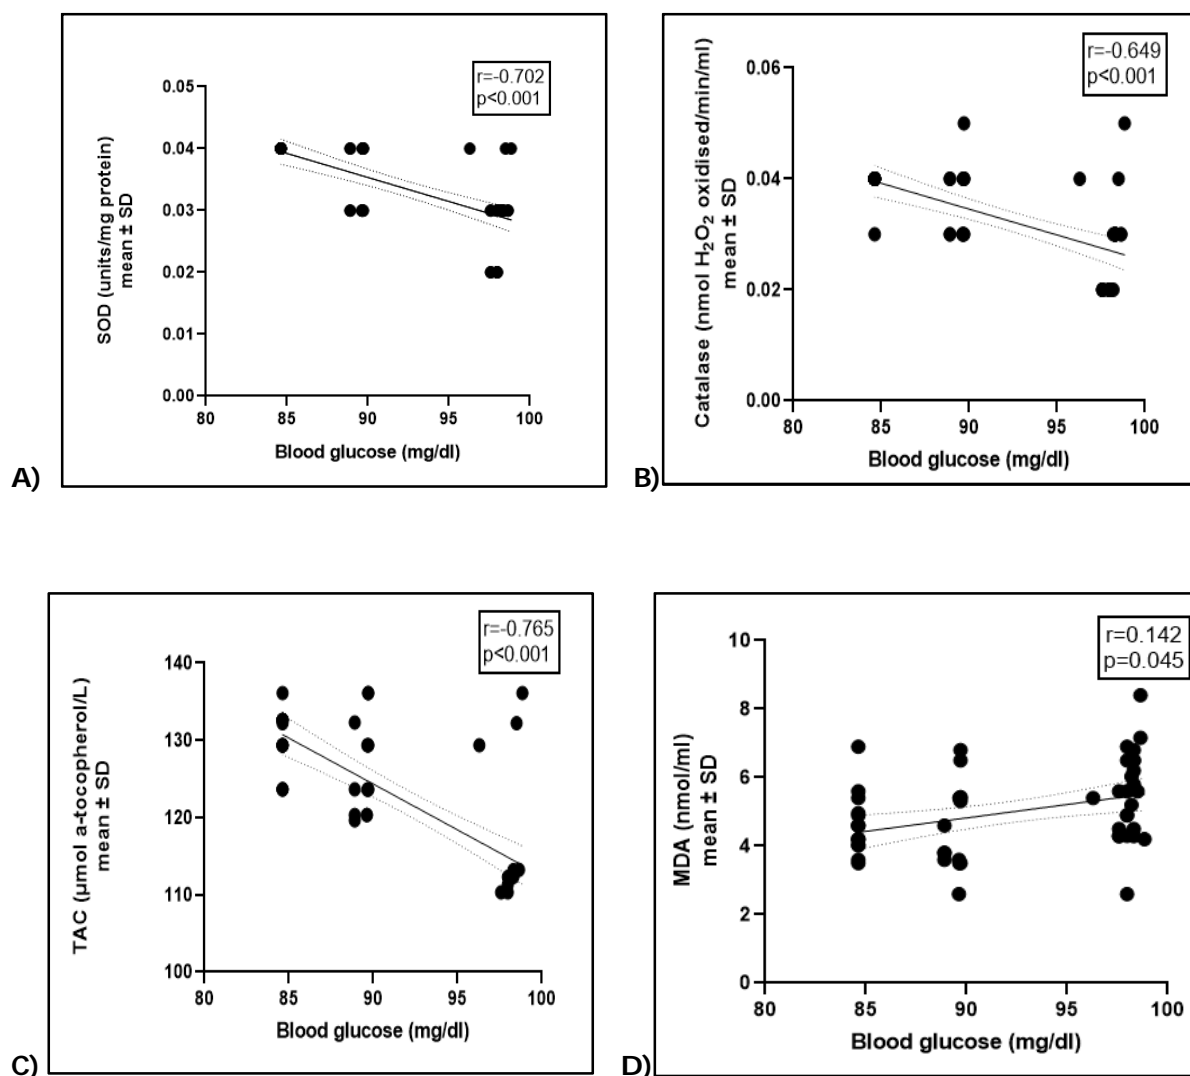 r=-0.702
p<0.001
SOD (units/mg protein)
mean ± SD
0.05
0.04
0.03
0.02
0.01
0.00
80 85 90 95 100
Blood glucose (mg/dl)
A)
r=-0.649
p<0.001
Catalase (nmol H₂O₂ oxidised/min/ml)
mean ± SD
0.06
0.04
0.02
0.00
80 85 90 95 100
Blood glucose (mg/dl)
B)
r=-0.765
p<0.001
TAC (µmol a-tocopherol/L)
mean ± SD
140
130
120
110
100
80 85 90 95 100
Blood glucose (mg/dl)
C)
r=0.142
p=0.045
MDA (nmol/ml)
mean ± SD
10
8
6
4
2
0
80 85 90 95 100
Blood glucose (mg/dl)
D)